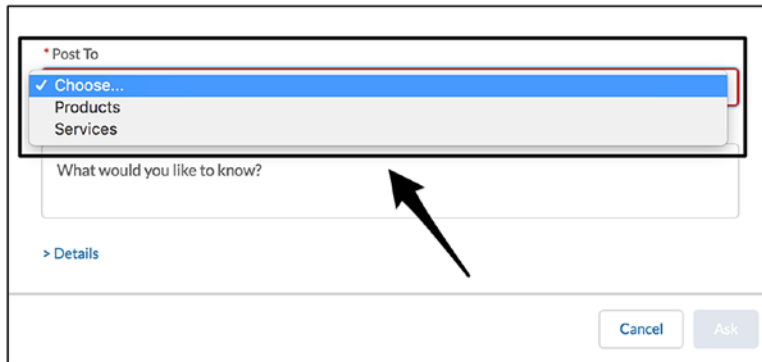 * Post To
✓ Choose...
Products
Services
What would you like to know?
> Details
Cancel
Ask